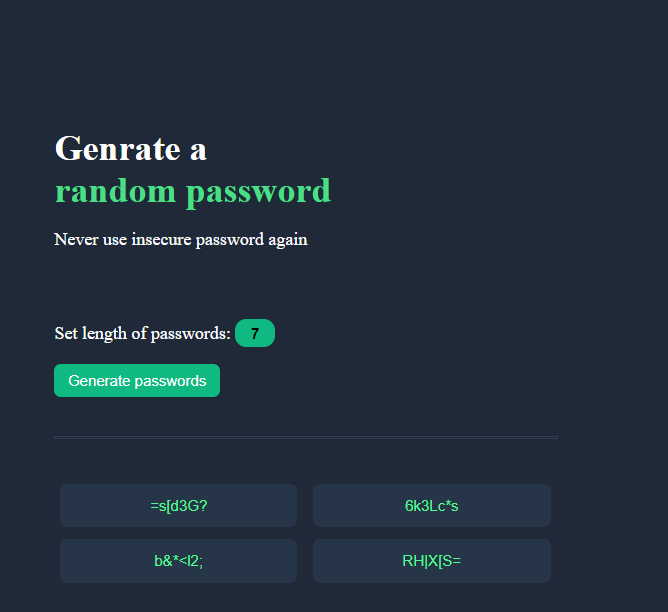 Genrate a
random password
Never use insecure password again
Set length of passwords: 7
Generate passwords
=s[d3G?
6k3Lc*s
b&*<l2;
RH|X[S=